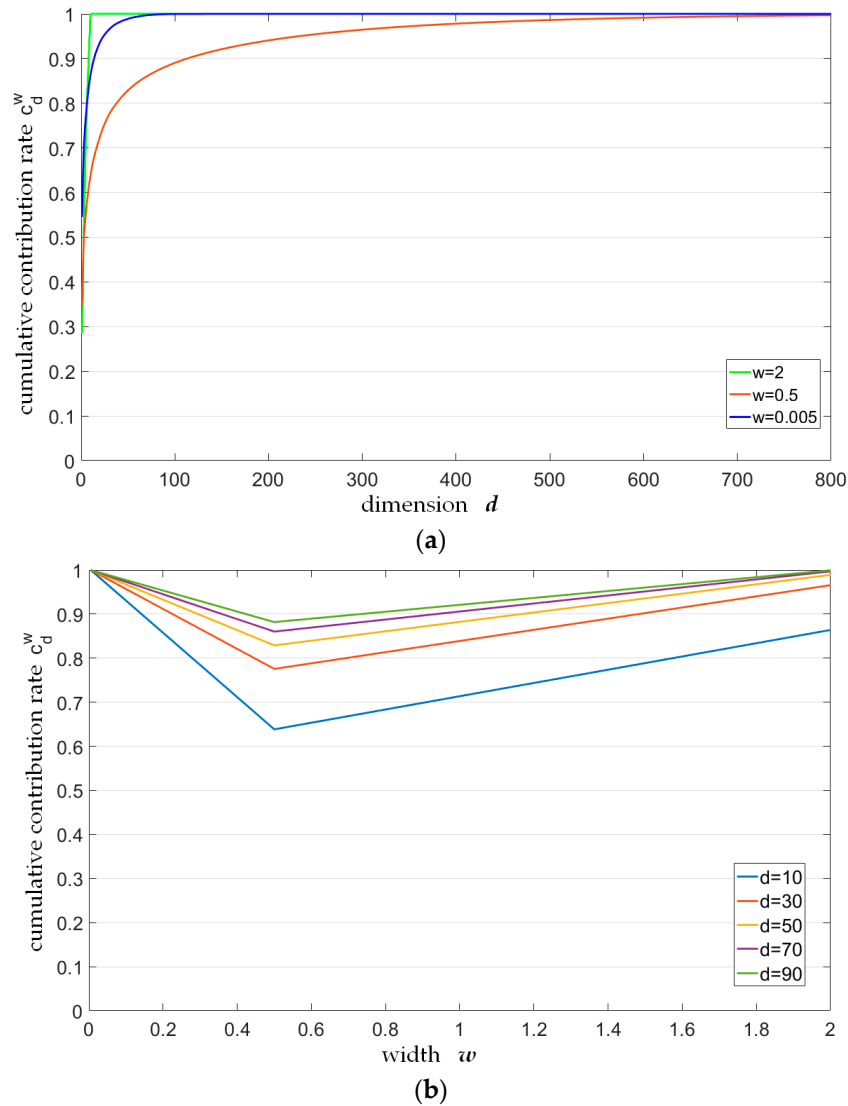 1
0.9
0.8
0.7
0.6
0.5
0.4
0.3
0.2
0.1
0
cumulative contribution rate c_d^w
w=2
w=0.5
w=0.005
0 100 200 300 400 500 600 700 800
dimension d
(a)
1
0.9
0.8
0.7
0.6
0.5
0.4
0.3
0.2
0.1
0
cumulative contribution rate c_d^w
d=10
d=30
d=50
d=70
d=90
0 0.2 0.4 0.6 0.8 1 1.2 1.4 1.6 1.8 2
width w
(b)